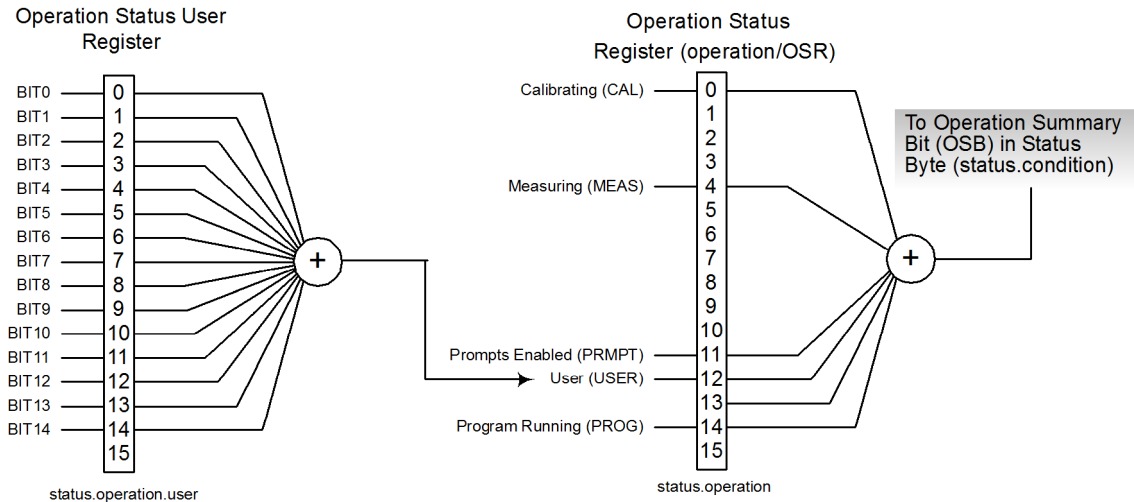 Operation Status User
Register
BIT0
BIT1
BIT2
BIT3
BIT4
BIT5
BIT6
BIT7
BIT8
BIT9
BIT10
BIT11
BIT12
BIT13
BIT14
0
1
2
3
4
5
6
7
8
9
10
11
12
13
14
15
+
status.operation.user
Operation Status
Register (operation/OSR)
Calibrating (CAL)
Measuring (MEAS)
Prompts Enabled (PRMPT)
User (USER)
Program Running (PROG)
0
1
2
3
4
5
6
7
8
9
10
11
12
13
14
15
+
status.operation
To Operation Summary
Bit (OSB) in Status
Byte (status.condition)